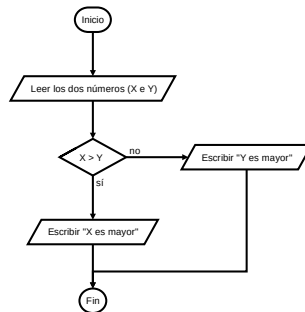 Inicio
Leer los dos números (X e Y)
X > Y
no
Escribir "Y es mayor"
sí
Escribir "X es mayor"
Fin